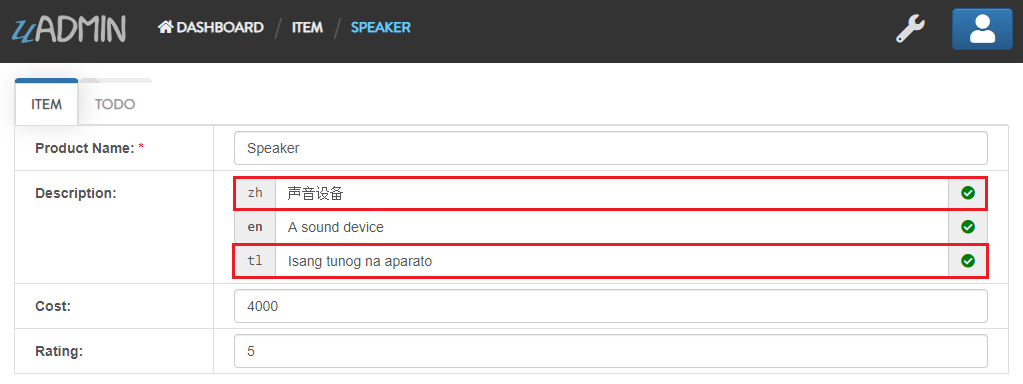 uADMIN DASHBOARD / ITEM / SPEAKER
ITEM TODO
Product Name: * Speaker
Description: zh 声音设备
en A sound device
tl Isang tunog na aparato
Cost: 4000
Rating: 5